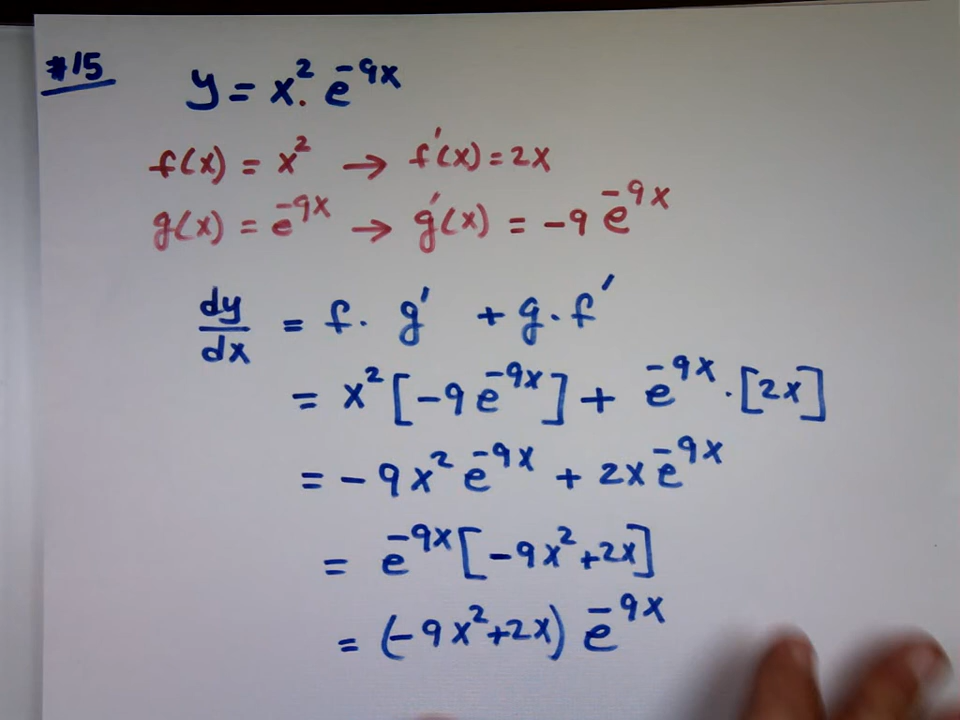 #15
y = x². e^-9x
f(x) = x² → f'(x) = 2x
g(x) = e^-9x → g'(x) = -9 e^-9x
dy/dx = f. g' + g. f'
= x² [-9e^-9x] + e^-9x . [2x]
= -9x² e^-9x + 2x e^-9x
= e^-9x [-9x²+2x]
= (-9x²+2x) e^-9x